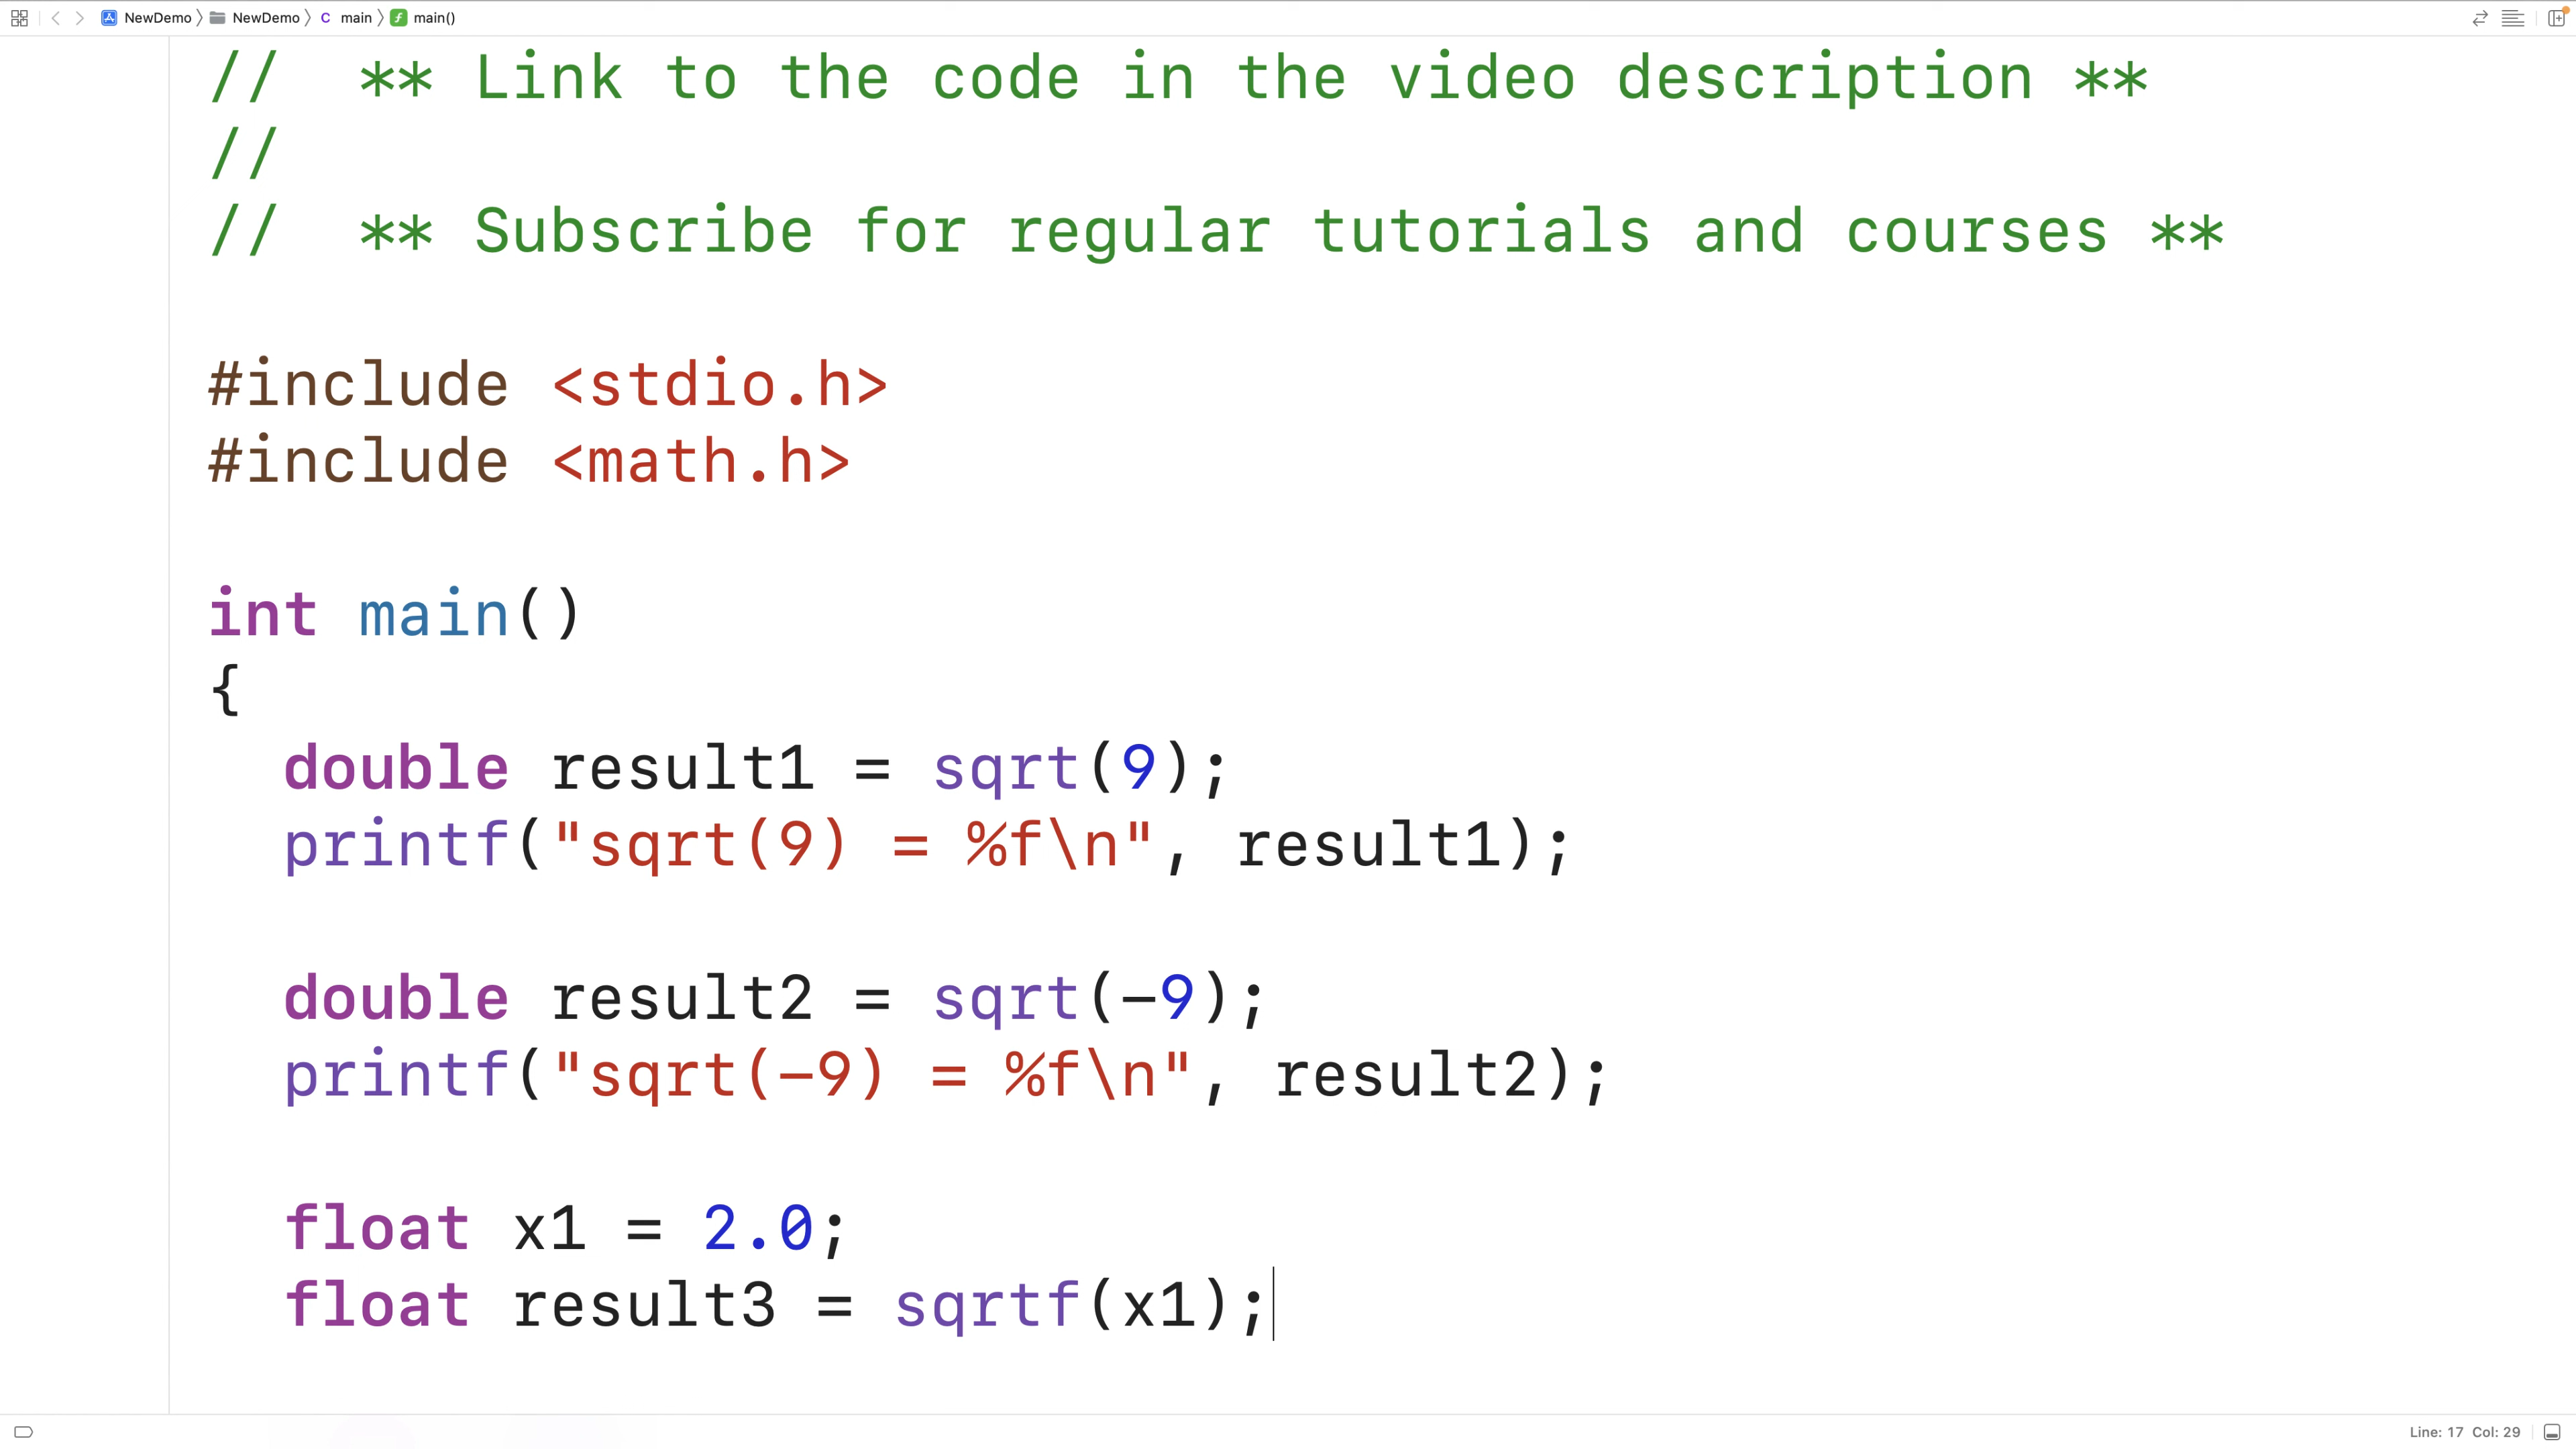 NewDemo NewDemo C main f main()
// ** Link to the code in the video description **
//
// ** Subscribe for regular tutorials and courses **
#include <stdio.h>
#include <math.h>
int main()
{
double result1 = sqrt(9);
printf("sqrt(9) = %f\n", result1);
double result2 = sqrt(-9);
printf("sqrt(-9) = %f\n", result2);
float x1 = 2.0;
float result3 = sqrtf(x1);
Line: 17 Col: 29